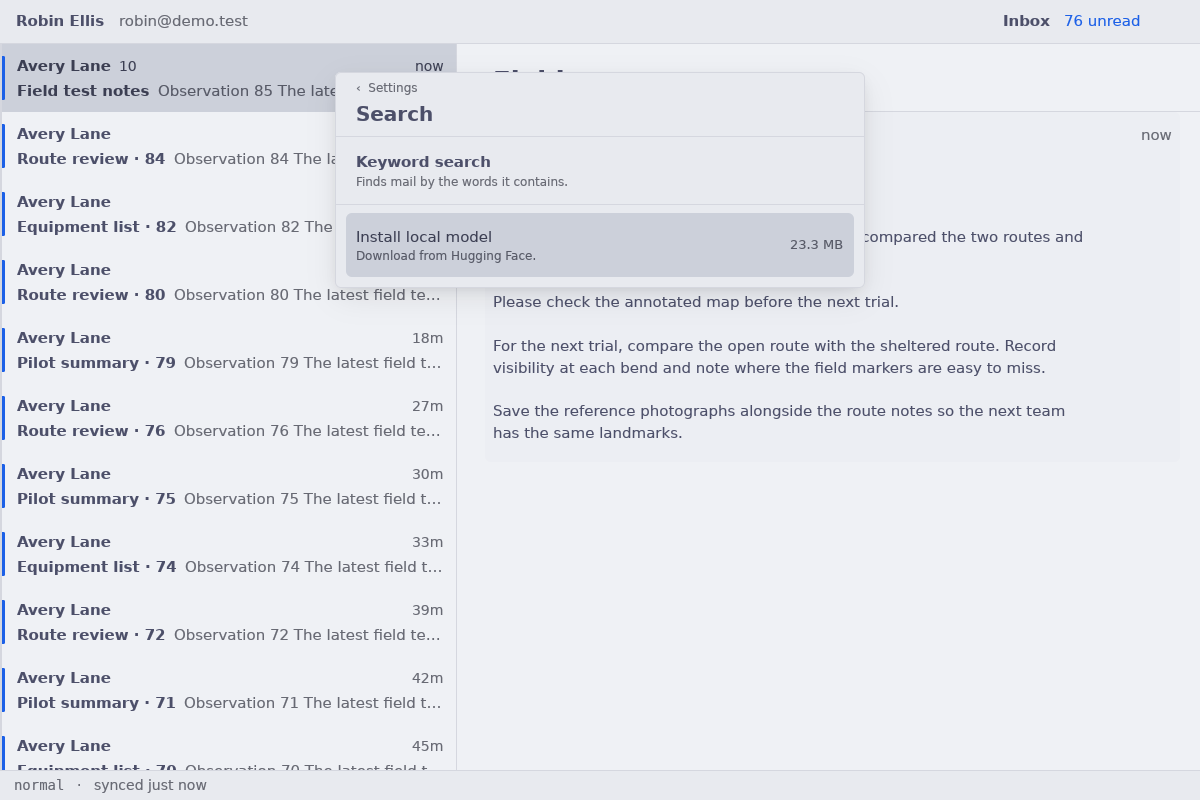 Robin Ellis robin@demo.test
Inbox 76 unread
Avery Lane 10 now
Field test notes Observation 85 The late
Avery Lane
Route review · 84 Observation 84 The la
Avery Lane
Equipment list · 82 Observation 82 The
Avery Lane
Route review · 80 Observation 80 The latest field te…
Avery Lane 18m
Pilot summary · 79 Observation 79 The latest field t…
Avery Lane 27m
Route review · 76 Observation 76 The latest field te…
Avery Lane 30m
Pilot summary · 75 Observation 75 The latest field t…
Avery Lane 33m
Equipment list · 74 Observation 74 The latest field t…
Avery Lane 39m
Route review · 72 Observation 72 The latest field te…
Avery Lane 42m
Pilot summary · 71 Observation 71 The latest field t…
Avery Lane 45m
Equipment list · 70 Observation 70 The latest field t
‹ Settings
Search
Keyword search
Finds mail by the words it contains.
Install local model
Download from Hugging Face.
23.3 MB
now
compared the two routes and
Please check the annotated map before the next trial.
For the next trial, compare the open route with the sheltered route. Record
visibility at each bend and note where the field markers are easy to miss.
Save the reference photographs alongside the route notes so the next team
has the same landmarks.
normal · synced just now